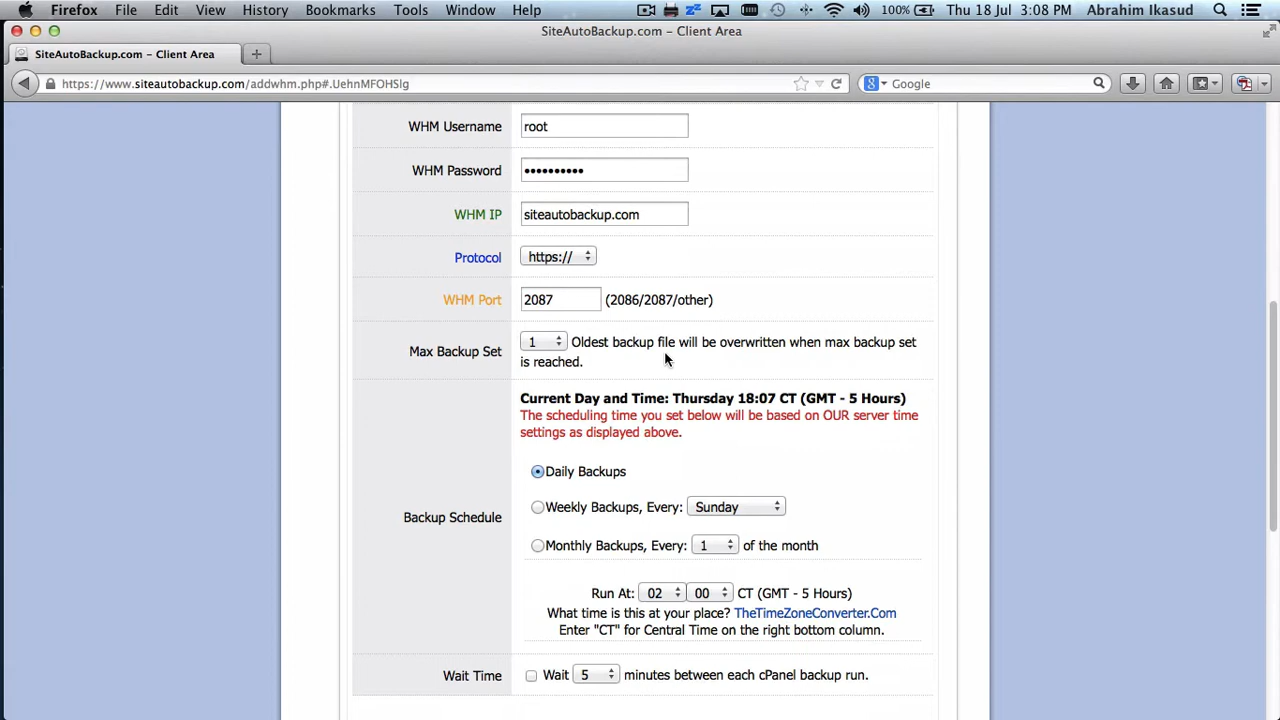 Firefox File Edit View History Bookmarks Tools Window Help 100% Thu 18 Jul 3:08 PM Abrahim Ikasud
SiteAutoBackup.com – Client Area
SiteAutoBackup.com – Client Area
https://www.siteautobackup.com/addwhm.php#.UehnMFOHSlg Google
WHM Username root
WHM Password ••••••••••
WHM IP siteautobackup.com
Protocol https://
WHM Port 2087 (2086/2087/other)
Max Backup Set 1 Oldest backup file will be overwritten when max backup set
is reached.
Current Day and Time: Thursday 18:07 CT (GMT - 5 Hours)
The scheduling time you set below will be based on OUR server time
settings as displayed above.
Daily Backups
Weekly Backups, Every: Sunday
Backup Schedule
Monthly Backups, Every: 1 of the month
Run At: 02 00 CT (GMT - 5 Hours)
What time is this at your place? TheTimeZoneConverter.Com
Enter "CT" for Central Time on the right bottom column.
Wait Time Wait 5 minutes between each cPanel backup run.